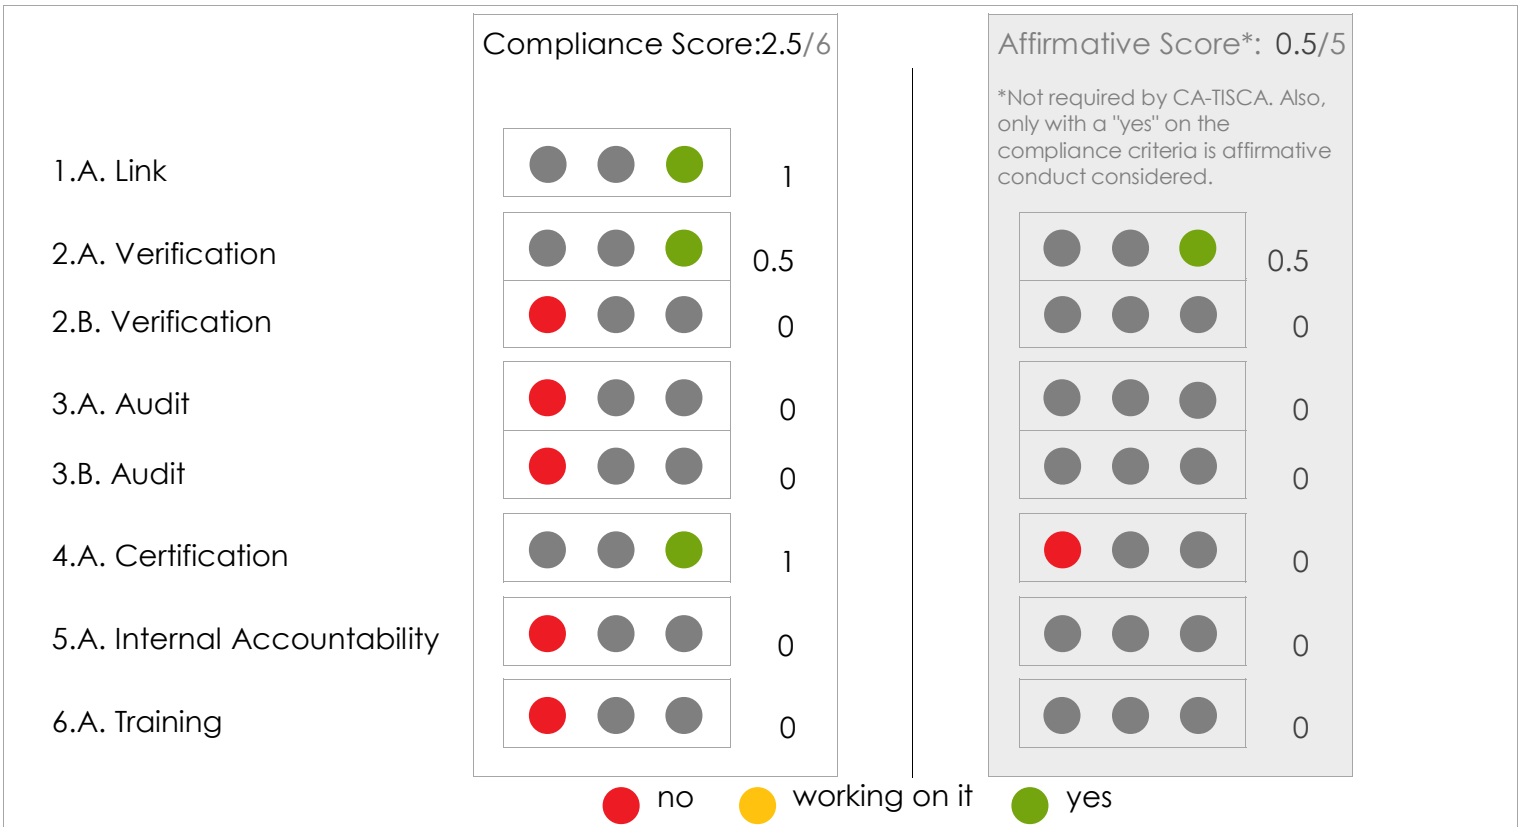 Compliance Score:2.5/6
Affirmative Score*: 0.5/5
*Not required by CA-TISCA. Also,
only with a "yes" on the
compliance criteria is affirmative
conduct considered.
1.A. Link 1
2.A. Verification 0.5 0.5
2.B. Verification 0 0
3.A. Audit 0 0
3.B. Audit 0 0
4.A. Certification 1 0
5.A. Internal Accountability 0 0
6.A. Training 0 0
no working on it yes